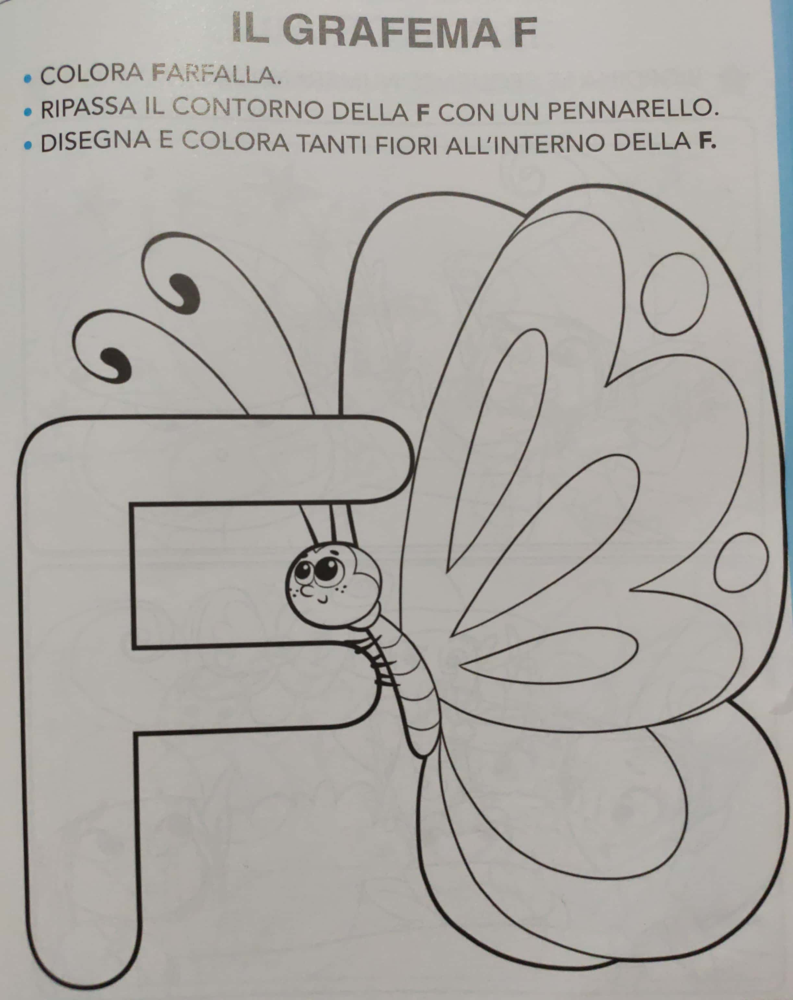 IL GRAFEMA F
• COLORA FARFALLA.
• RIPASSA IL CONTORNO DELLA F CON UN PENNARELLO.
• DISEGNA E COLORA TANTI FIORI ALL'INTERNO DELLA F.
F